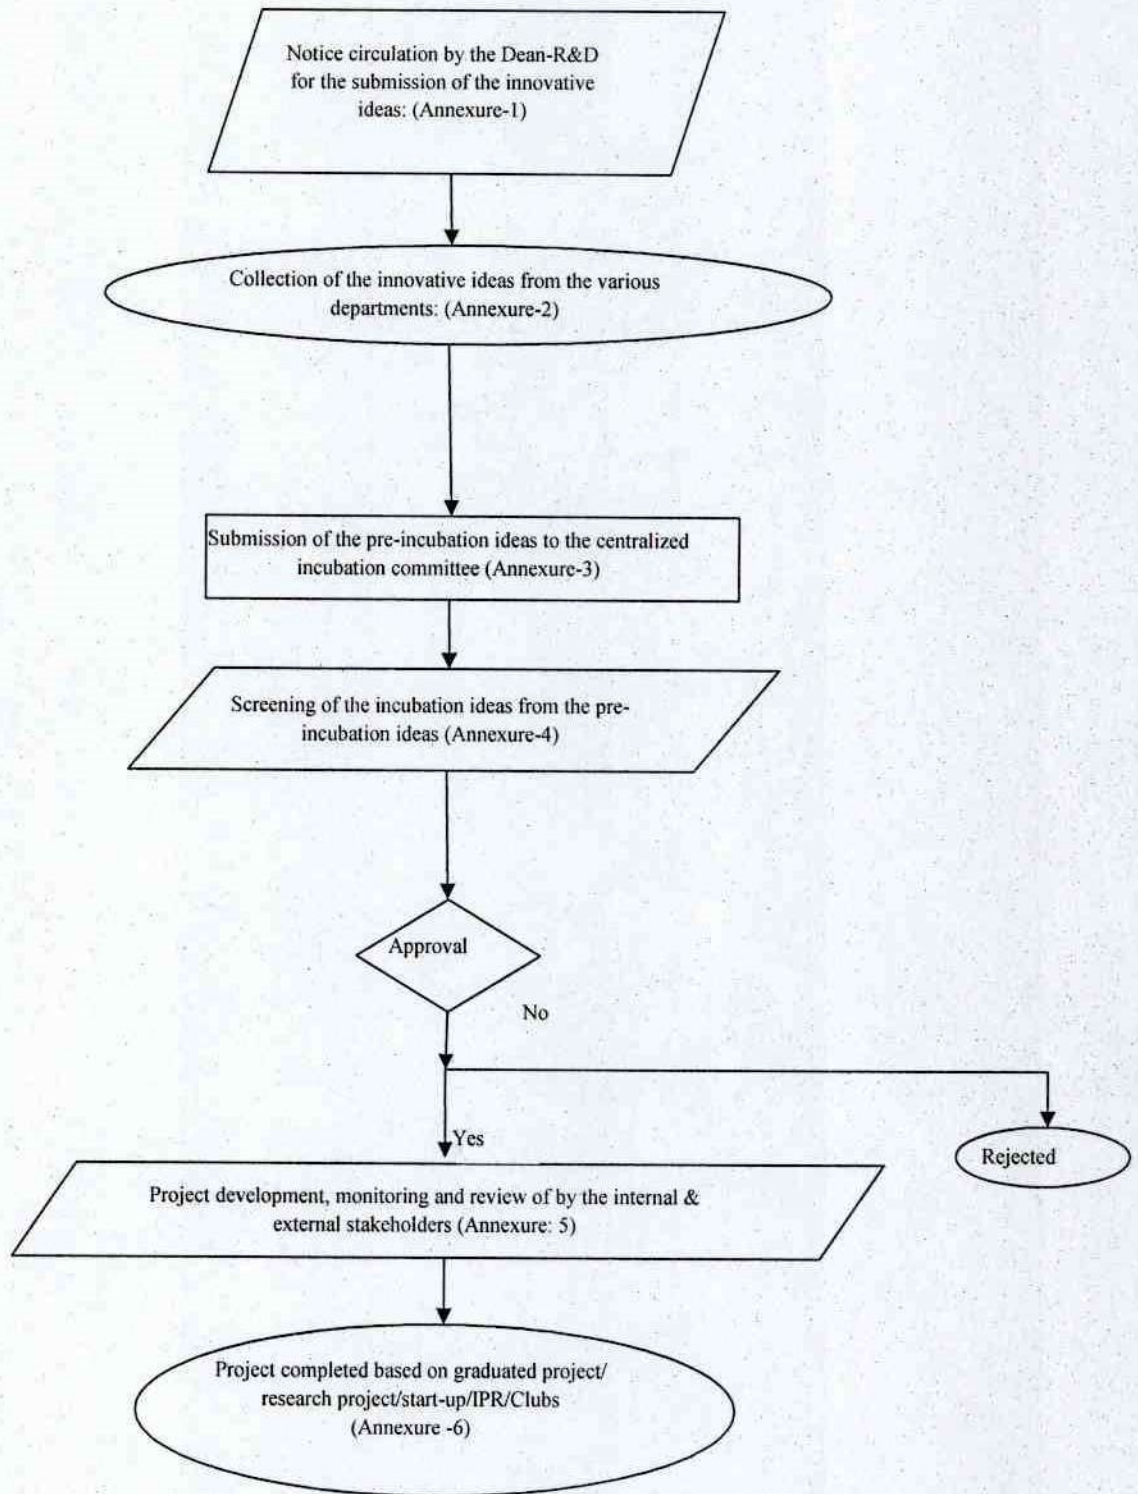 Notice circulation by the Dean-R&D
for the submission of the innovative
ideas: (Annexure-1)
Collection of the innovative ideas from the various
departments: (Annexure-2)
Submission of the pre-incubation ideas to the centralized
incubation committee (Annexure-3)
Screening of the incubation ideas from the pre-
incubation ideas (Annexure-4)
Approval
No
Yes
Rejected
Project development, monitoring and review of by the internal &
external stakeholders (Annexure: 5)
Project completed based on graduated project/
research project/start-up/IPR/Clubs
(Annexure -6)